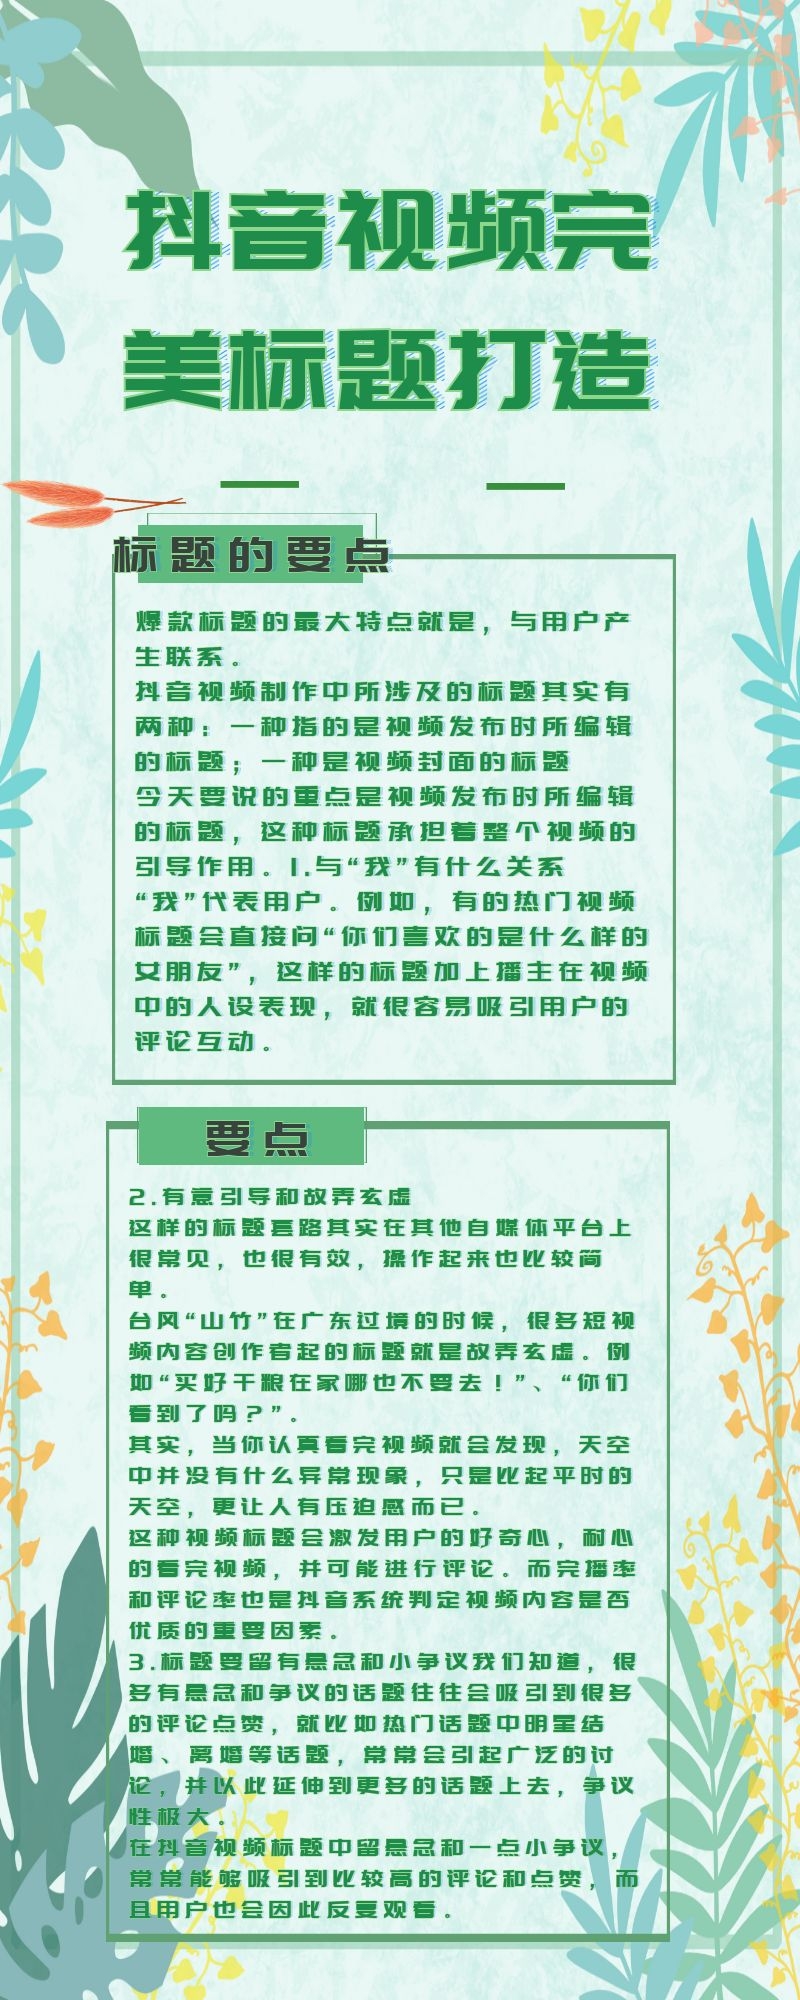 抖音视频完
美标题打造
标题的要点
爆款标题的最大特点就是，与用户产
生联系。
抖音视频制作中所涉及的标题其实有
两种：一种指的是视频发布时所编辑
的标题；一种是视频封面的标题
今天要说的重点是视频发布时所编辑
的标题，这种标题承担着整个视频的
引导作用。1.与“我”有什么关系
“我”代表用户。例如，有的热门视频
标题会直接问“你们喜欢的是什么样的
女朋友”，这样的标题加上播主在视频
中的人设表现，就很容易吸引用户的
评论互动。
要点
2.有意引导和故弄玄虚
这样的标题套路其实在其他自媒体平台上
很常见，也很有效，操作起来也比较简
单。
台风“山竹”在广东过境的时候，很多短视
频内容创作者起的标题就是故弄玄虚。例
如“买好干粮在家哪也不要去！”、“你们
看到了吗？”。
其实，当你认真看完视频就会发现，天空
中并没有什么异常现象，只是比起平时的
天空，更让人有压迫感而已。
这种视频标题会激发用户的好奇心，耐心
的看完视频，并可能进行评论。而完播率
和评论率也是抖音系统判定视频内容是否
优质的重要因素。
3.标题要留有悬念和小争议我们知道，很
多有悬念和争议的话题往往会吸引到很多
的评论点赞，就比如热门话题中明星结
婚、离婚等话题，常常会引起广泛的讨
论，并以此延伸到更多的话题上去，争议
性极大。
在抖音视频标题中留悬念和一点小争议，
常常能够吸引到比较高的评论和点赞，而
且用户也会因此反复观看。